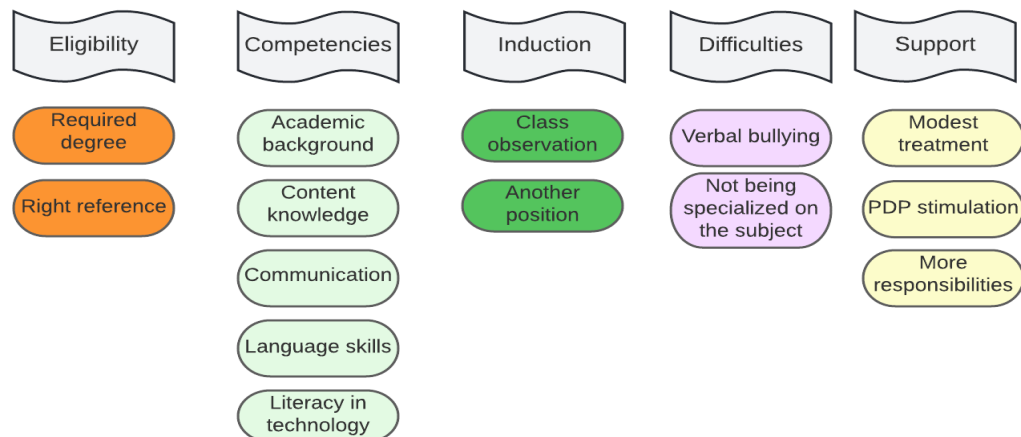 Eligibility
Competencies
Induction
Difficulties
Support
Required
degree
Right reference
Academic
background
Content
knowledge
Communication
Language skills
Literacy in
technology
Class
observation
Another
position
Verbal bullying
Not being
specialized on
the subject
Modest
treatment
PDP stimulation
More
responsibilities